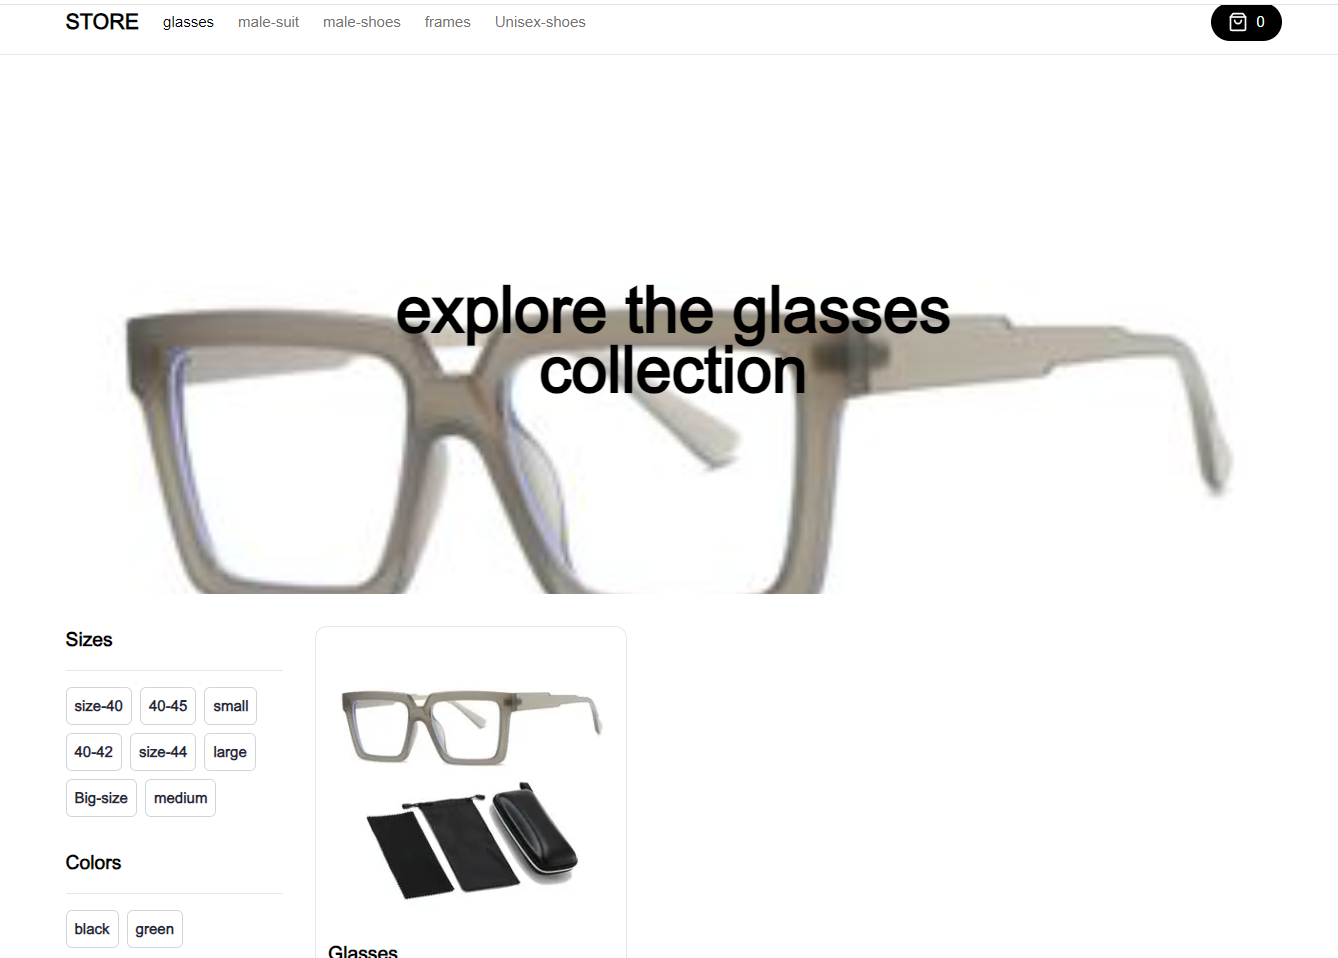 STORE glasses male-suit male-shoes frames Unisex-shoes 0
explore the glasses
collection
Sizes
size-40 40-45 small
40-42 size-44 large
Big-size medium
Colors
black green
Glasses